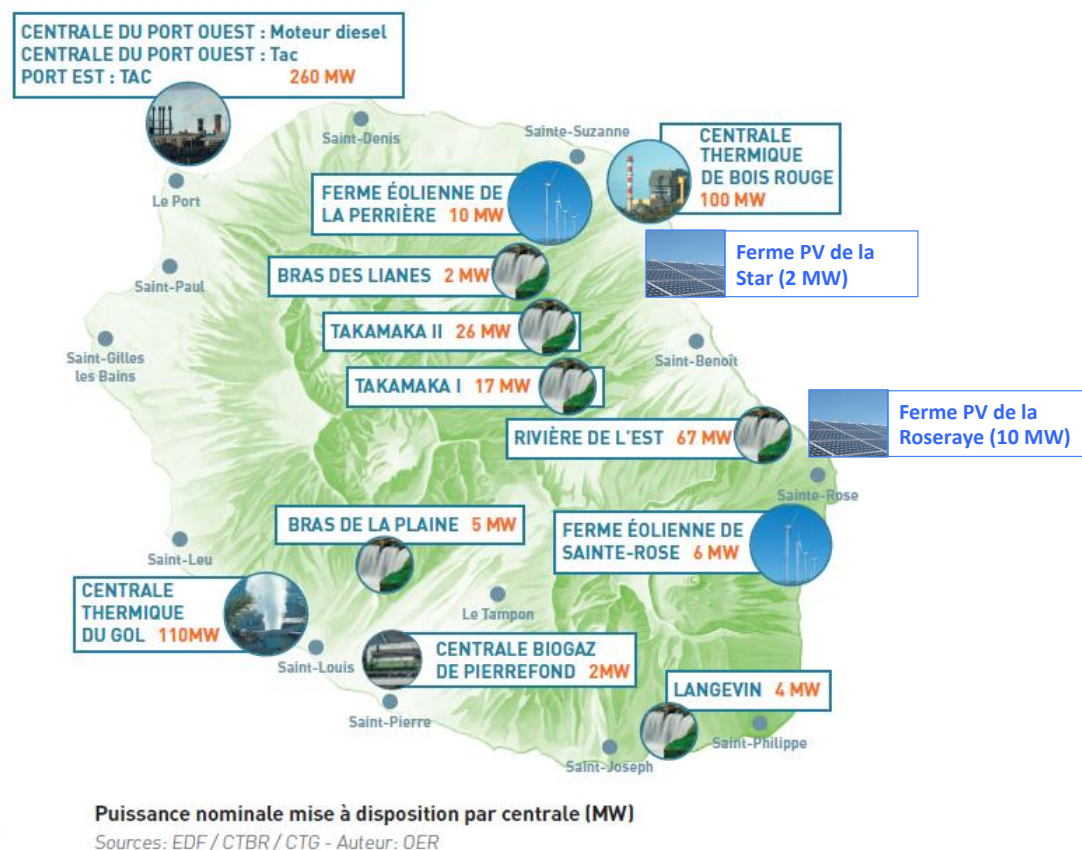 CENTRALE DU PORT OUEST : Moteur diesel
CENTRALE DU PORT OUEST : Tac
PORT EST : TAC 260 MW
Saint-Denis
Sainte-Suzanne
CENTRALE
THERMIQUE
DE BOIS ROUGE
100 MW
Le Port
FERME ÉOLIENNE DE
LA PERRIÈRE 10 MW
Ferme PV de la
Star (2 MW)
BRAS DES LIANES 2 MW
Saint-Paul
TAKAMAKA II 26 MW
Saint-Gilles
les Bains
Saint-Benoît
TAKAMAKA I 17 MW
Ferme PV de la
Roseraye (10 MW)
RIVIÈRE DE L'EST 67 MW
Sainte-Rose
BRAS DE LA PLAINE 5 MW
FERME ÉOLIENNE DE
SAINTE-ROSE 6 MW
Saint-Leu
CENTRALE
THERMIQUE
DU GOL 110MW
Le Tampon
Saint-Louis
CENTRALE BIOGAZ
DE PIERREFOND 2MW
LANGEVIN 4 MW
Saint-Pierre
Saint-Philippe
Saint-Joseph
Puissance nominale mise à disposition par centrale (MW)
Sources: EDF / CTBR / CTG - Auteur: OER